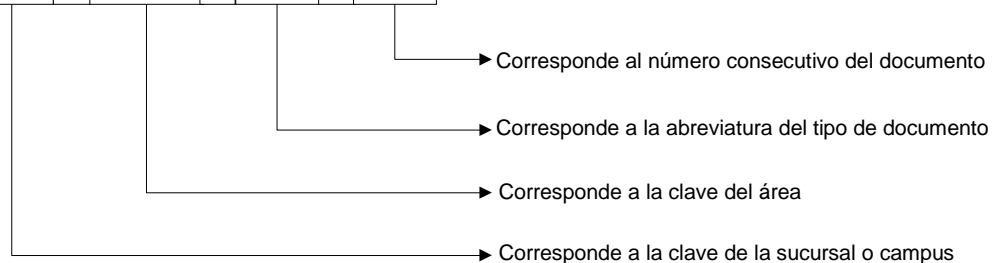 Corresponde al número consecutivo del documento
Corresponde a la abreviatura del tipo de documento
Corresponde a la clave del área
Corresponde a la clave de la sucursal o campus